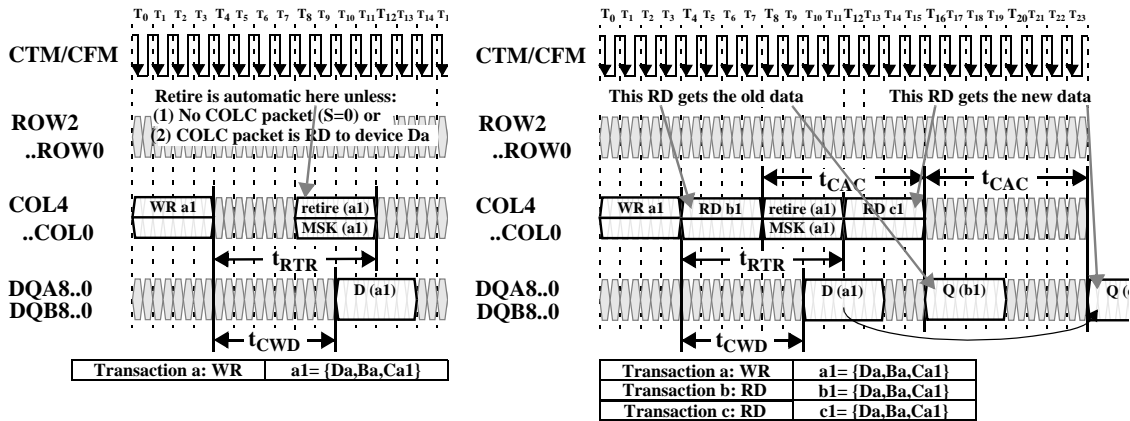 T0 T1 T2 T3 T4 T5 T6 T7 T8 T9 T10 T11 T12 T13 T14 T1
CTM/CFM
Retire is automatic here unless:
(1) No COLC packet (S=0) or
(2) COLC packet is RD to device Da
ROW2
..ROW0
COL4
..COL0
WR a1
retire (a1)
MSK (a1)
tRTR
DQA8..0
DQB8..0
D (a1)
tCWD
Transaction a: WR a1= {Da,Ba,Ca1}
T0 T1 T2 T3 T4 T5 T6 T7 T8 T9 T10 T11 T12 T13 T14 T15 T16 T17 T18 T19 T20 T21 T22 T23
CTM/CFM
This RD gets the old data
This RD gets the new data
ROW2
..ROW0
tCAC
tCAC
COL4
..COL0
WR a1
RD b1
retire (a1)
MSK (a1)
RD c1
tRTR
DQA8..0
DQB8..0
D (a1)
Q (b1)
Q (
tCWD
Transaction a: WR a1= {Da,Ba,Ca1}
Transaction b: RD b1= {Da,Ba,Ca1}
Transaction c: RD c1= {Da,Ba,Ca1}